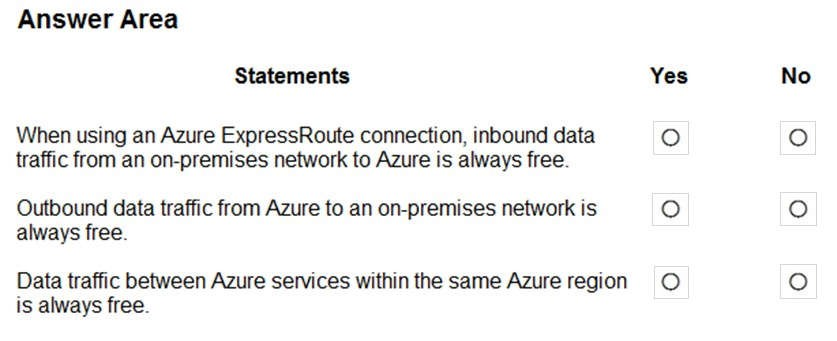 Answer Area
Statements Yes No
When using an Azure ExpressRoute connection, inbound data
traffic from an on-premises network to Azure is always free.
Outbound data traffic from Azure to an on-premises network is
always free.
Data traffic between Azure services within the same Azure region
is always free.